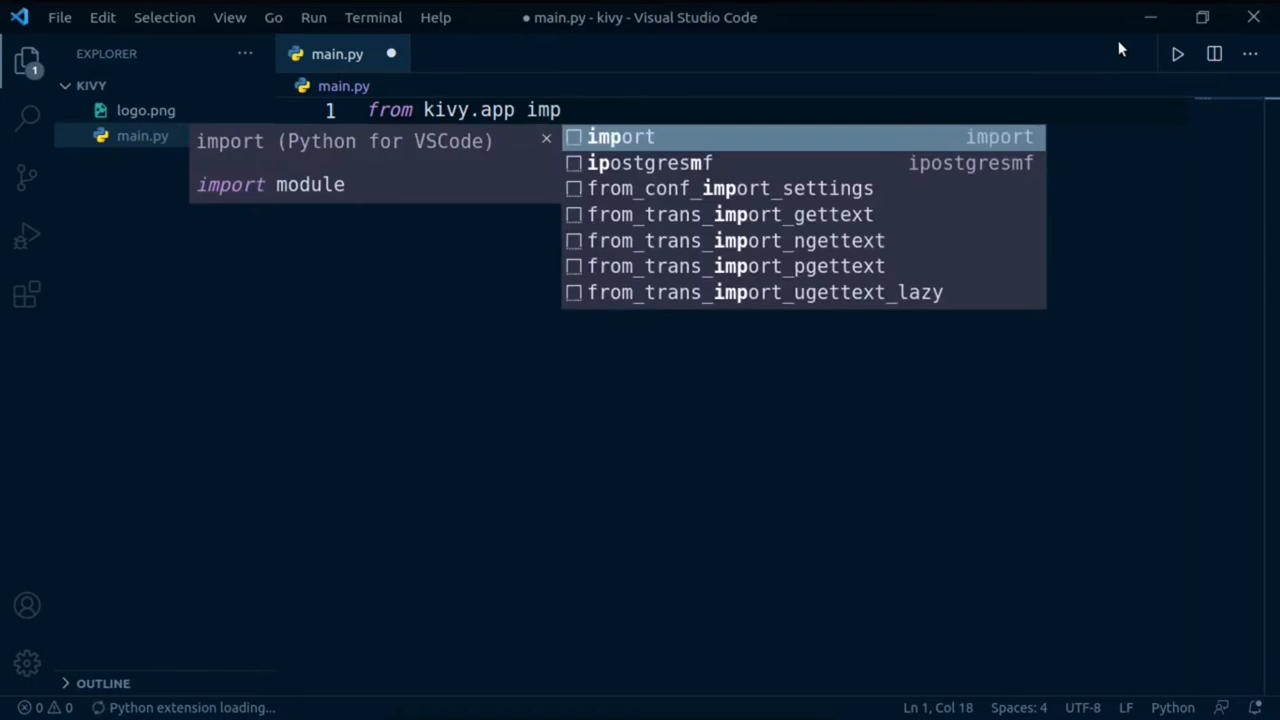 File Edit Selection View Go Run Terminal Help ● main.py - kivy - Visual Studio Code
EXPLORER ··· main.py ●
KIVY
logo.png
main.py
1
main.py
1 from kivy.app imp
import (Python for VSCode) ×
import module
import import
ipostgresmf ipostgresmf
from_conf_import_settings
from_trans_import_gettext
from_trans_import_ngettext
from_trans_import_pgettext
from_trans_import_ugettext_lazy
OUTLINE
0 0 Python extension loading... Ln 1, Col 18 Spaces: 4 UTF-8 LF Python